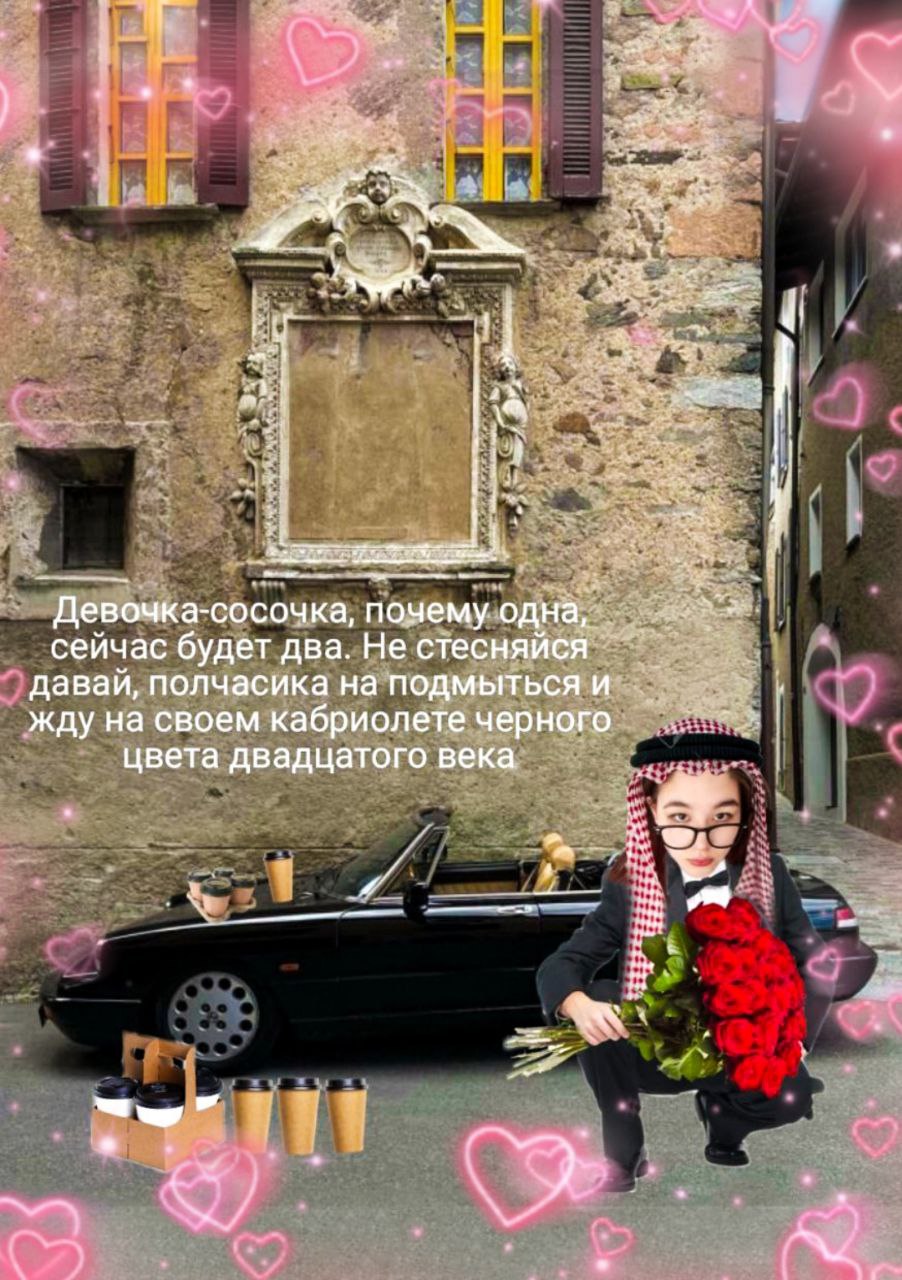 Девочка-сосочка, почему одна,
сейчас будет два. Не стесняйся
давай, полчасика на подмыться и
жду на своем кабриолете черного
цвета двадцатого века